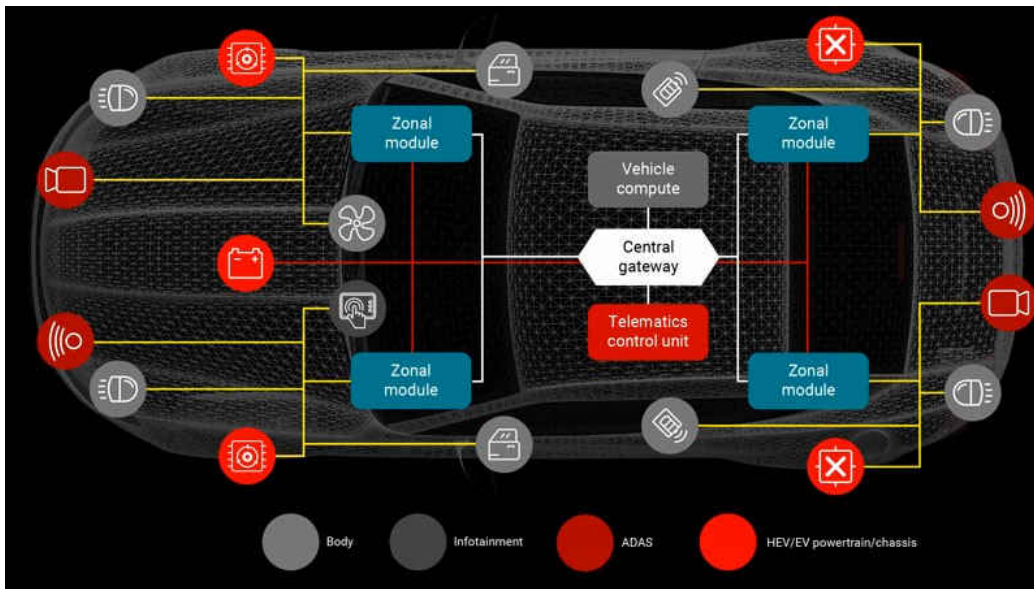 Zonal
module
Zonal
module
Vehicle
compute
Central
gateway
Telematics
control unit
Zonal
module
Zonal
module
Body
Infotainment
ADAS
HEV/EV powertrain/chassis